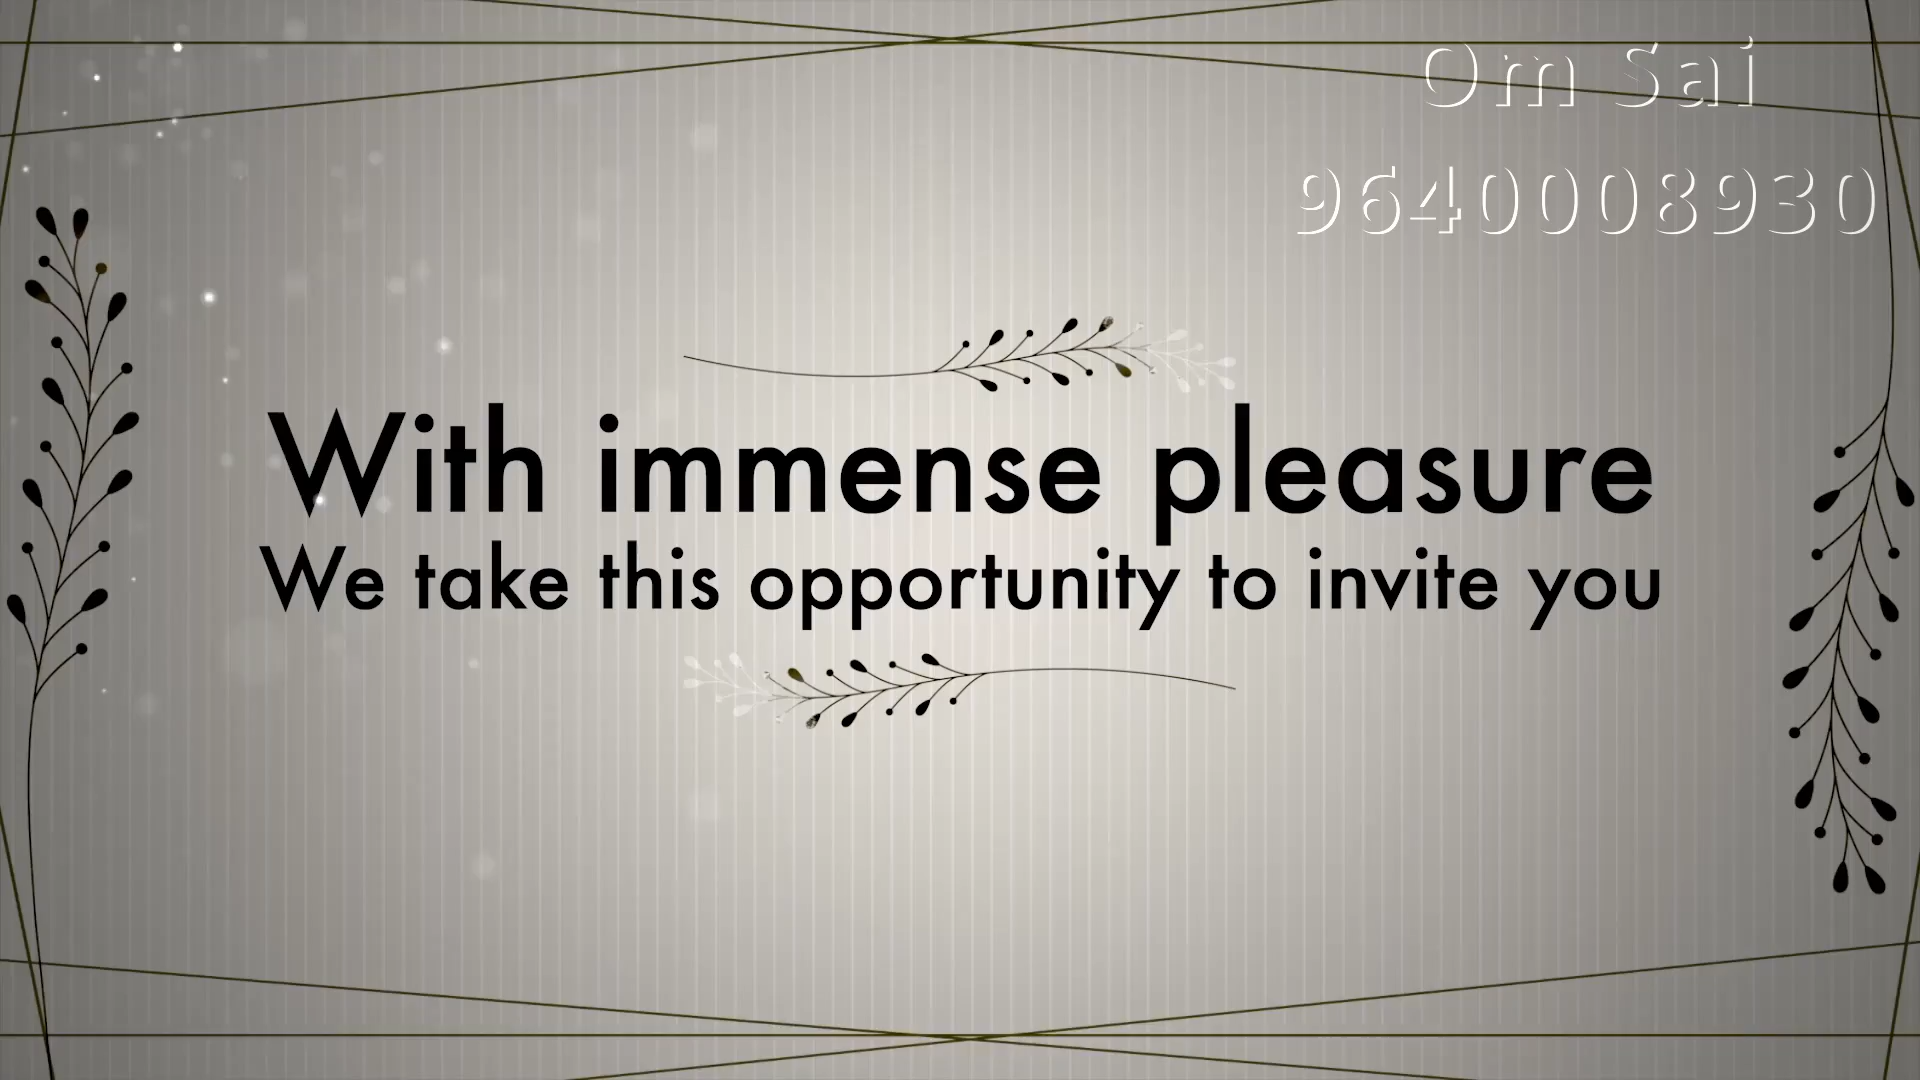 Om Sai
9640008930
With immense pleasure
We take this opportunity to invite you